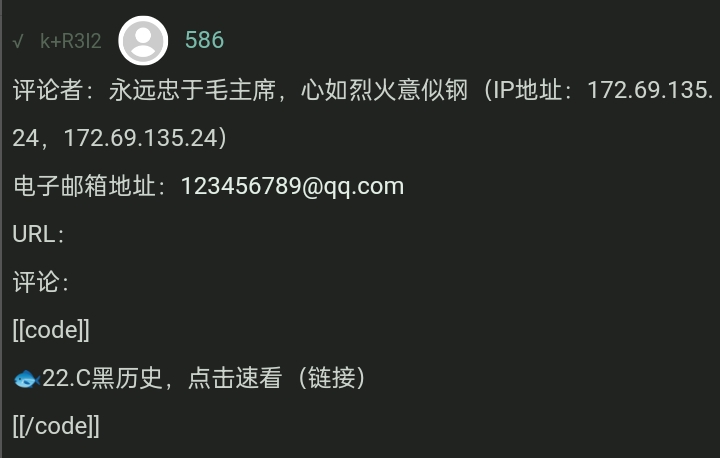 √ k+R3I2 586
评论者：永远忠于毛主席，心如烈火意似钢（IP地址：172.69.135.
24，172.69.135.24）
电子邮箱地址：123456789@qq.com
URL：
评论：
[[code]]
🐟22.C黑历史，点击速看（链接）
[[/code]]